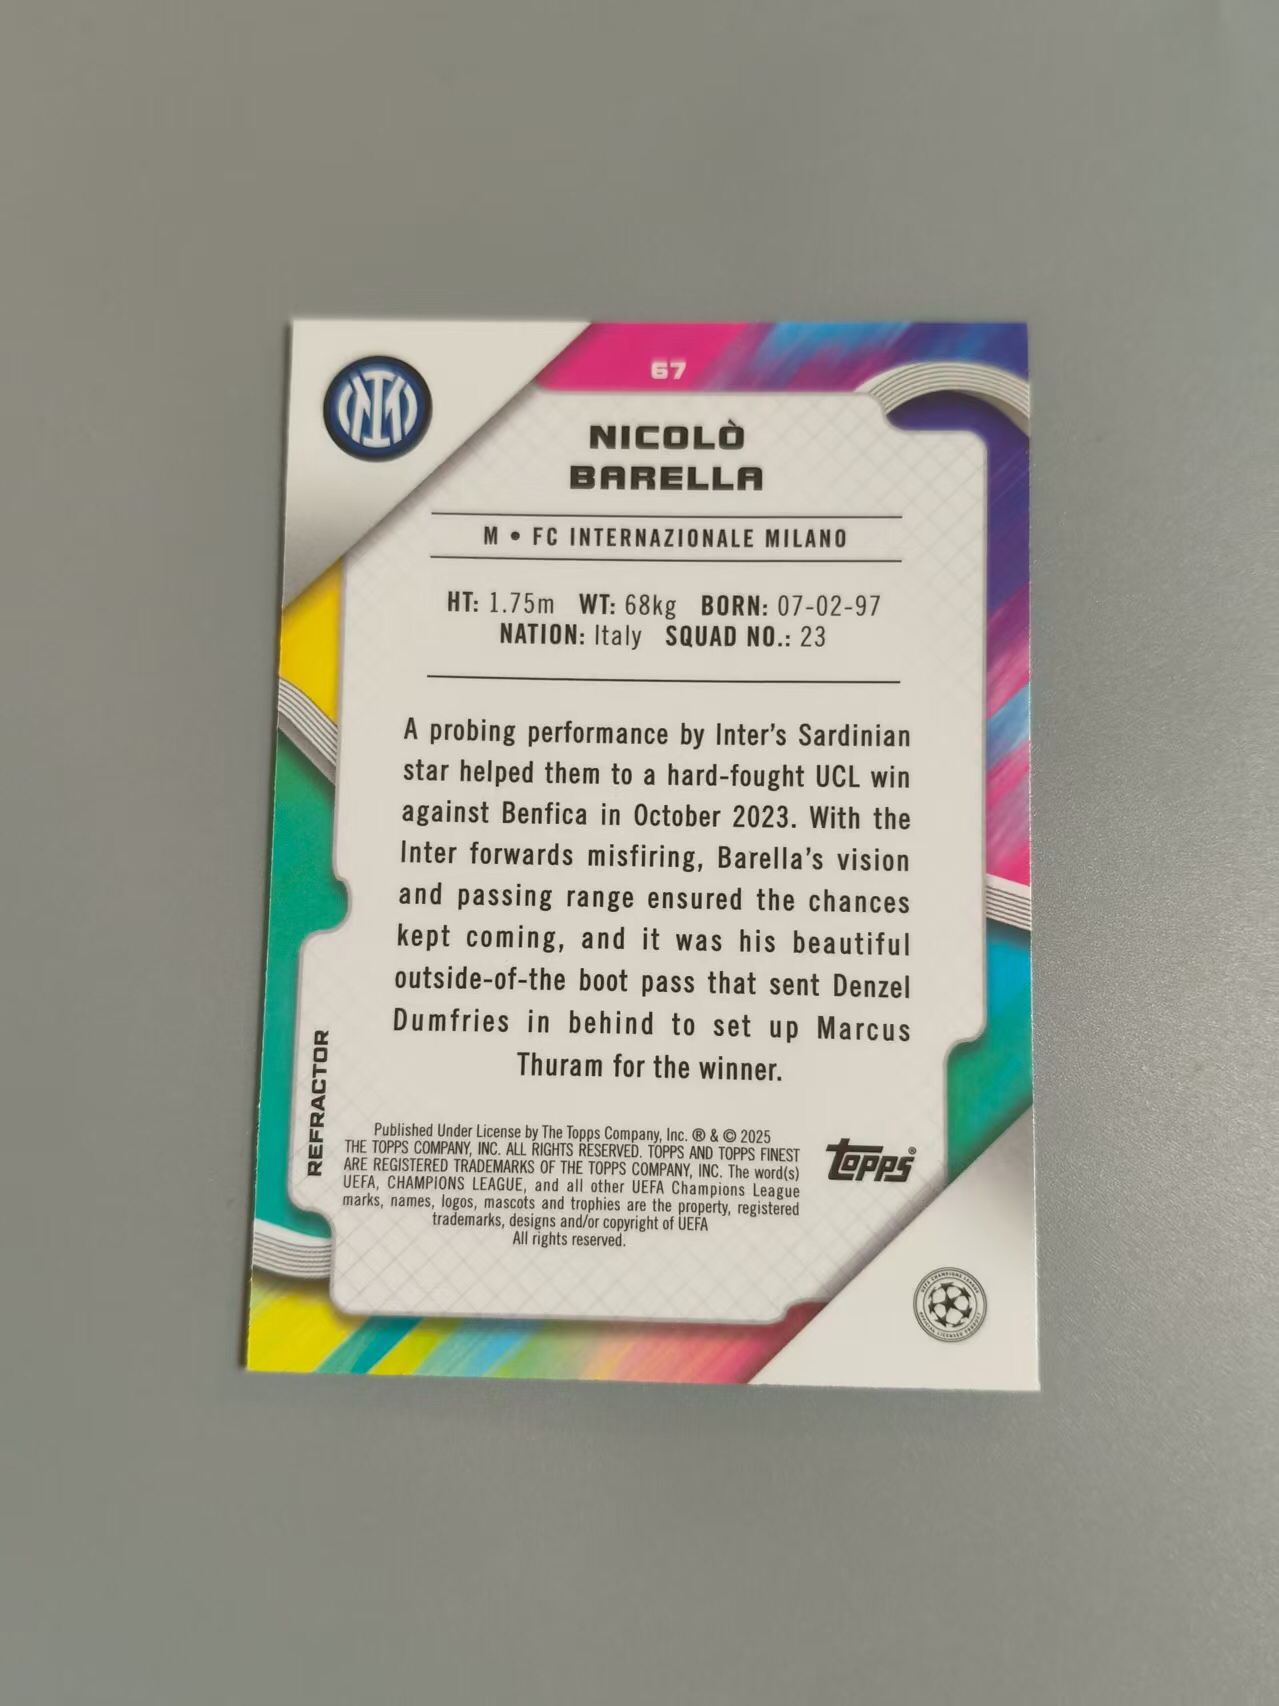 67
NICOLÒ
BARELLA
M • FC INTERNAZIONALE MILANO
HT: 1.75m WT: 68kg BORN: 07-02-97
NATION: Italy SQUAD NO.: 23
A probing performance by Inter's Sardinian
star helped them to a hard-fought UCL win
against Benfica in October 2023. With the
Inter forwards misfiring, Barella's vision
and passing range ensured the chances
kept coming, and it was his beautiful
outside-of-the boot pass that sent Denzel
Dumfries in behind to set up Marcus
Thuram for the winner.
REFRACTOR
Published Under License by The Topps Company, Inc. ® & © 2025
THE TOPPS COMPANY, INC. ALL RIGHTS RESERVED. TOPPS AND TOPPS FINEST
ARE REGISTERED TRADEMARKS OF THE TOPPS COMPANY, INC. The word(s)
UEFA, CHAMPIONS LEAGUE, and all other UEFA Champions League
marks, names, logos, mascots and trophies are the property, registered
trademarks, designs and/or copyright of UEFA
All rights reserved.
topps®
UEFA CHAMPIONS LEAGUE
OFFICIAL LICENSED PRODUCT